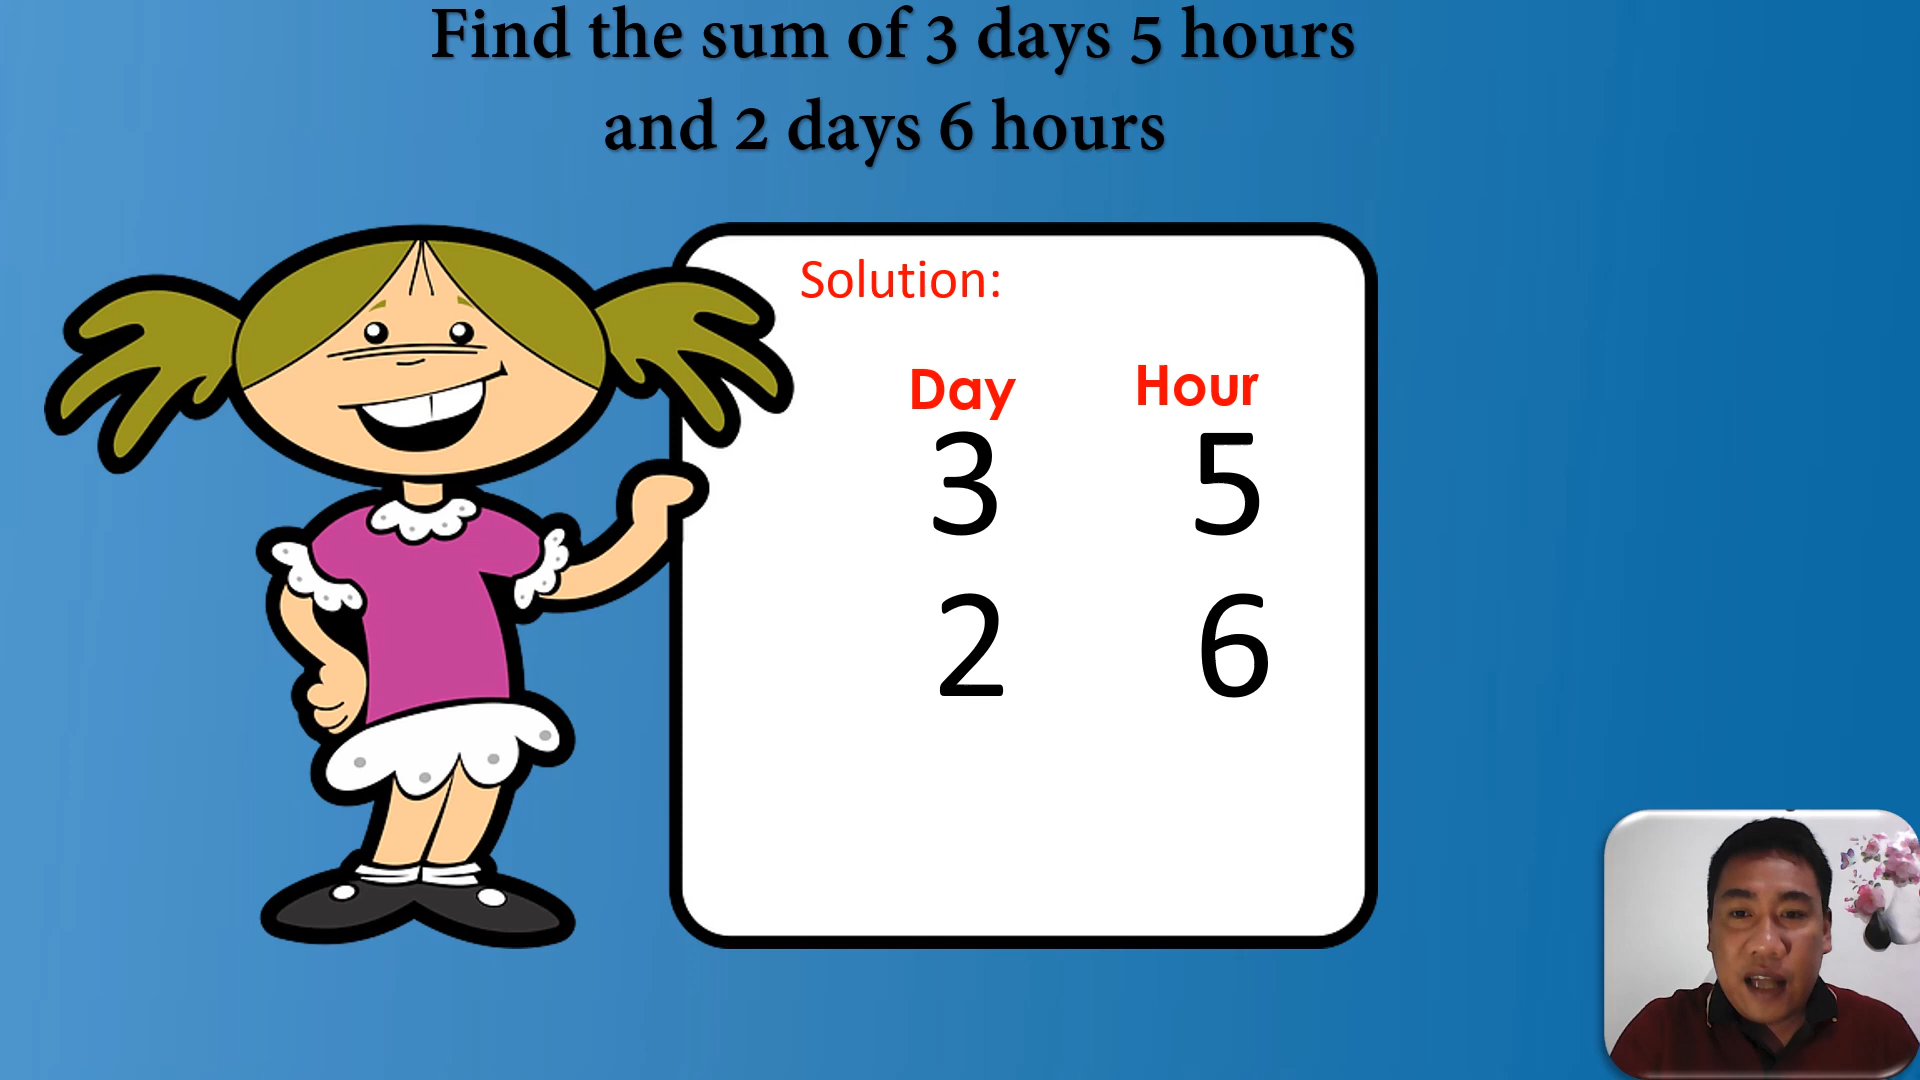 Find the sum of 3 days 5 hours
and 2 days 6 hours
Solution:
Day Hour
3 5
2 6